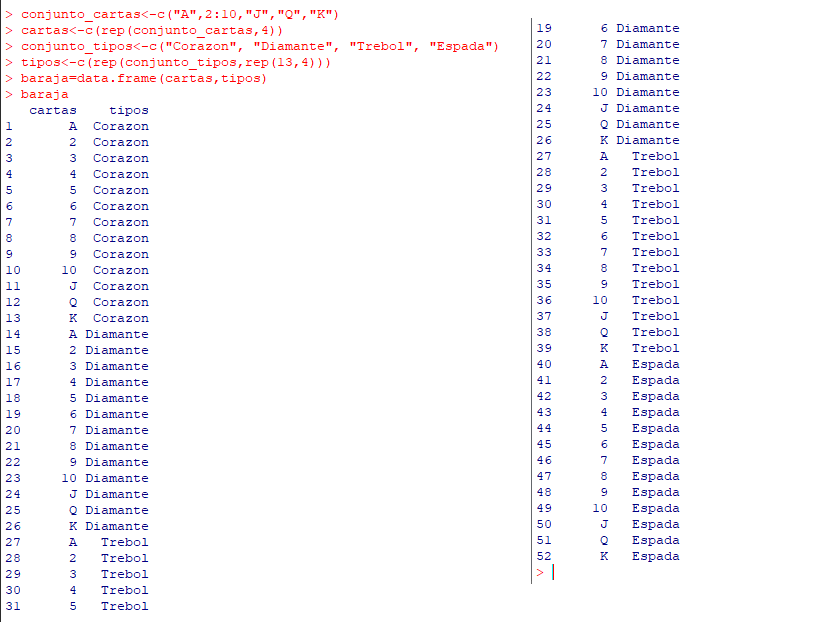 > conjunto_cartas<-c("A",2:10,"J","Q","K")
> cartas<-c(rep(conjunto_cartas,4))
> conjunto_tipos<-c("Corazon", "Diamante", "Trebol", "Espada")
> tipos<-c(rep(conjunto_tipos,rep(13,4)))
> baraja=data.frame(cartas,tipos)
> baraja
cartas tipos
1 A Corazon
2 2 Corazon
3 3 Corazon
4 4 Corazon
5 5 Corazon
6 6 Corazon
7 7 Corazon
8 8 Corazon
9 9 Corazon
10 10 Corazon
11 J Corazon
12 Q Corazon
13 K Corazon
14 A Diamante
15 2 Diamante
16 3 Diamante
17 4 Diamante
18 5 Diamante
19 6 Diamante
20 7 Diamante
21 8 Diamante
22 9 Diamante
23 10 Diamante
24 J Diamante
25 Q Diamante
26 K Diamante
27 A Trebol
28 2 Trebol
29 3 Trebol
30 4 Trebol
31 5 Trebol
19 6 Diamante
20 7 Diamante
21 8 Diamante
22 9 Diamante
23 10 Diamante
24 J Diamante
25 Q Diamante
26 K Diamante
27 A Trebol
28 2 Trebol
29 3 Trebol
30 4 Trebol
31 5 Trebol
32 6 Trebol
33 7 Trebol
34 8 Trebol
35 9 Trebol
36 10 Trebol
37 J Trebol
38 Q Trebol
39 K Trebol
40 A Espada
41 2 Espada
42 3 Espada
43 4 Espada
44 5 Espada
45 6 Espada
46 7 Espada
47 8 Espada
48 9 Espada
49 10 Espada
50 J Espada
51 Q Espada
52 K Espada
>